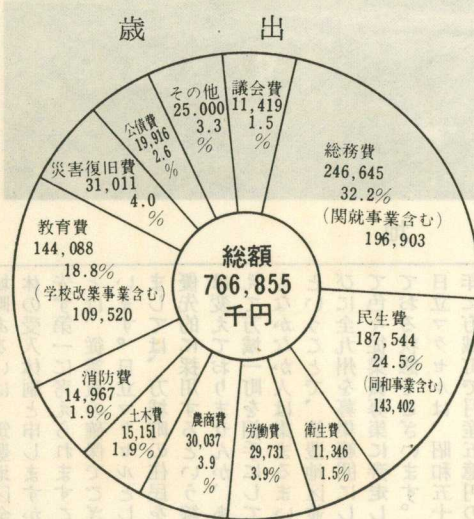 歳出
議会費
11,419
1.5
%
総務費
246,645
32.2%
(関就事業含む)
196,903
民生費
187,544
24.5%
(同和事業含む)
143,402
衛生費
11,346
1.5%
労働費
29,731
3.9%
農商費
30,037
3.9
%
土木費
15,151
1.9%
消防費
14,967
1.9%
教育費
144,088
18.8%
(学校改築事業含む)
109,520
災害復旧費
31,011
4.0
%
公債費
19,916
2.6
%
その他
25.000
3.3
%
総額
766,855
千円